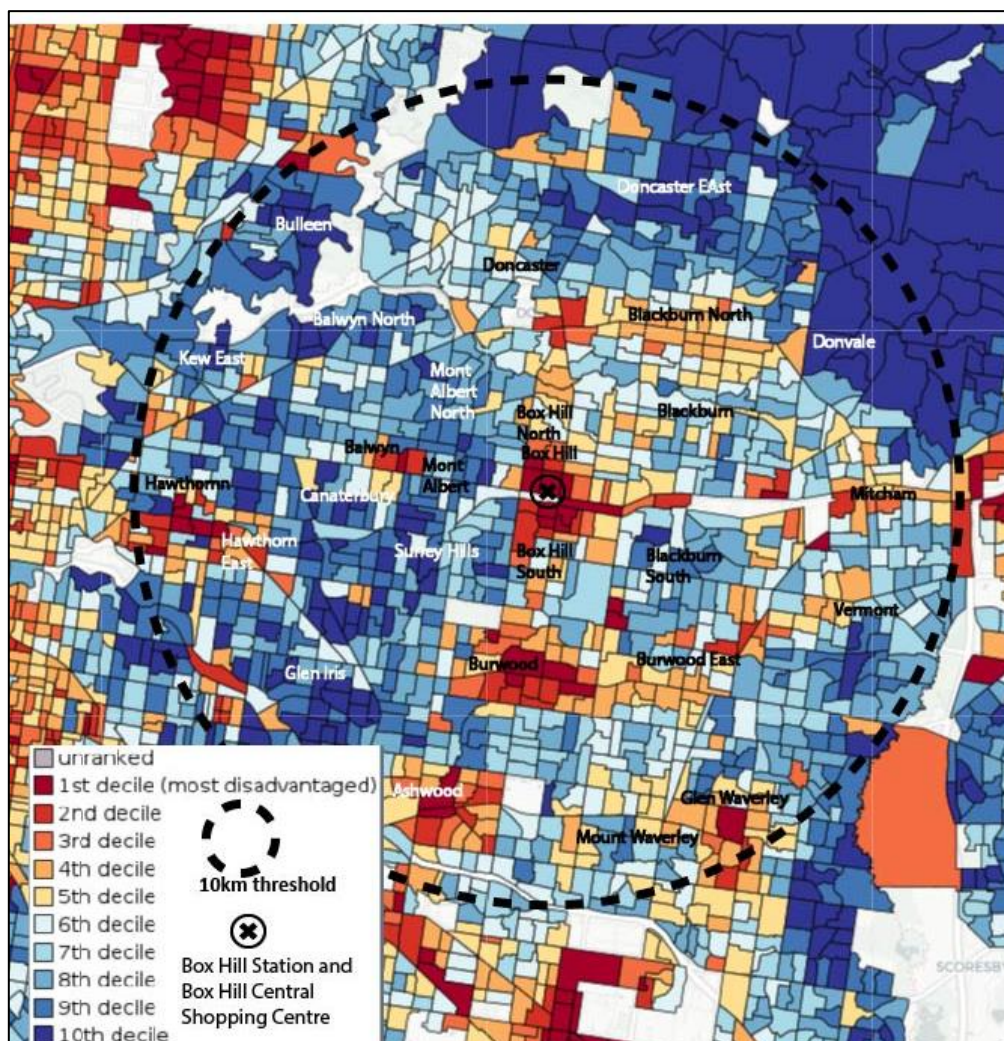 Doncaster EAst
Bulleen
Doncaster
Balwyn North
Blackburn North
Kew East
Donvale
Mont
Albert
North
Box Hill
North
Blackburn
Box Hill
Balwyn
Mont
Albert
Hawthornn
Canaterbury
Mitcham
Hawthorn
East
Surrey Hills
Box Hill
South
Blackburn
South
Vermont
Burwood
Burwood East
Glen Iris
unranked
1st decile (most disadvantaged)
2nd decile
3rd decile
4th decile
5th decile
6th decile
7th decile
8th decile
9th decile
10th decile
10km threshold
Box Hill Station and
Box Hill Central
Shopping Centre
Ashwood
Glen Waverley
Mount Waverley
SCORESBY